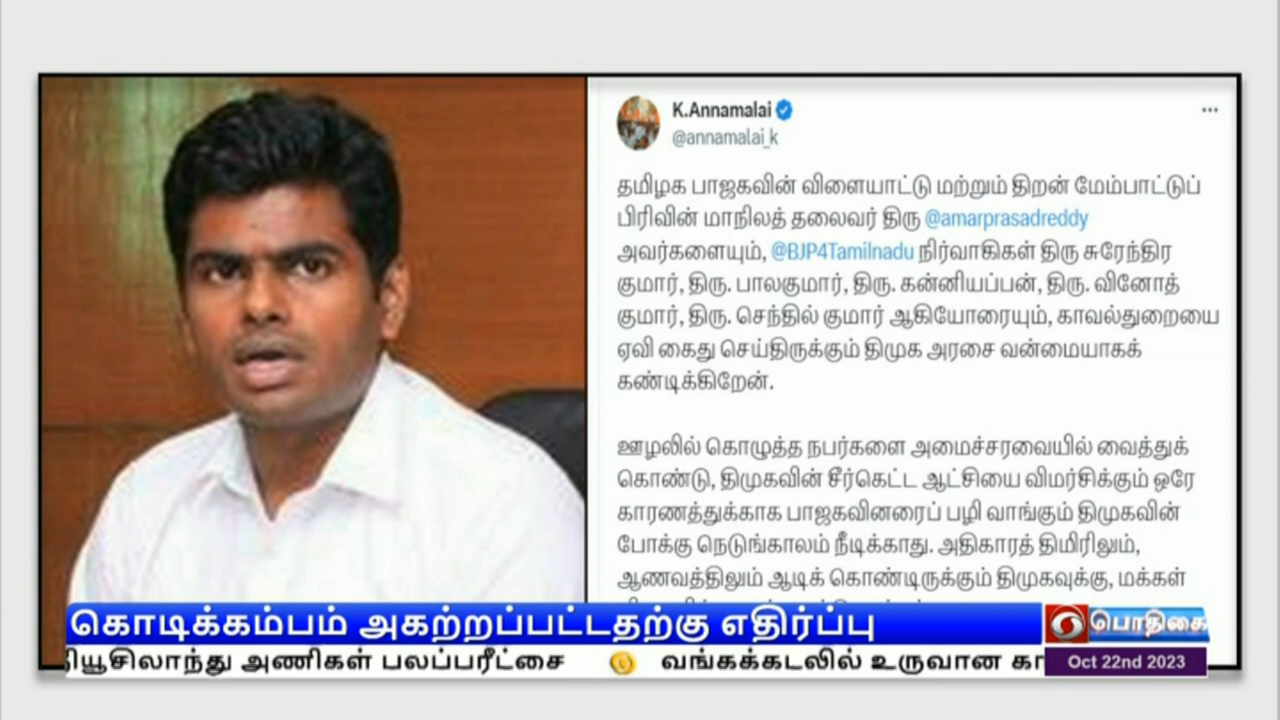 K.Annamalai
@annamalai_k
தமிழக பாஜகவின் விளையாட்டு மற்றும் திறன் மேம்பாட்டுப்
பிரிவின் மாநிலத் தலைவர் திரு @amarprasadreddy
அவர்களையும், @BJP4Tamilnadu நிர்வாகிகள் திரு சுரேந்திர
குமார், திரு. பாலகுமார், திரு. கன்னியப்பன், திரு. வினோத்
குமார், திரு. செந்தில் குமார் ஆகியோரையும், காவல்துறையை
ஏவி கைது செய்திருக்கும் திமுக அரசை வன்மையாகக்
கண்டிக்கிறேன்.
ஊழலில் கொழுத்த நபர்களை அமைச்சரவையில் வைத்துக்
கொண்டு, திமுகவின் சீர்கெட்ட ஆட்சியை விமர்சிக்கும் ஒரே
காரணத்துக்காக பாஜகவினரைப் பழி வாங்கும் திமுகவின்
போக்கு நெடுங்காலம் நீடிக்காது. அதிகாரத் திமிரிலும்,
ஆணவத்திலும் ஆடிக் கொண்டிருக்கும் திமுகவுக்கு, மக்கள்
கொடிக்கம்பம் அகற்றப்பட்டதற்கு எதிர்ப்பு
பொதிகை
அணிகள் பலப்பரீட்சை வங்கக்கடலில் உருவான
Oct 22nd 2023